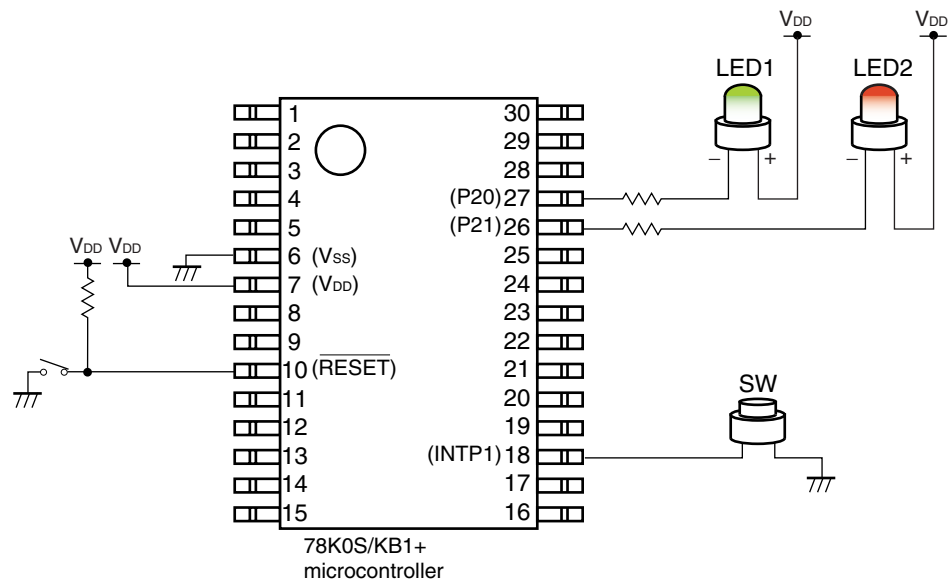 VDD
VDD
LED1
LED2
− +
− +
1
30
2
29
3
28
4
(P20) 27
5
(P21) 26
VDD VDD
6 (VSS)
25
7 (VDD)
24
8
23
9
22
10 (RESET)
21
11
20
SW
12
19
13
(INTP1) 18
14
17
15
16
78K0S/KB1+
microcontroller